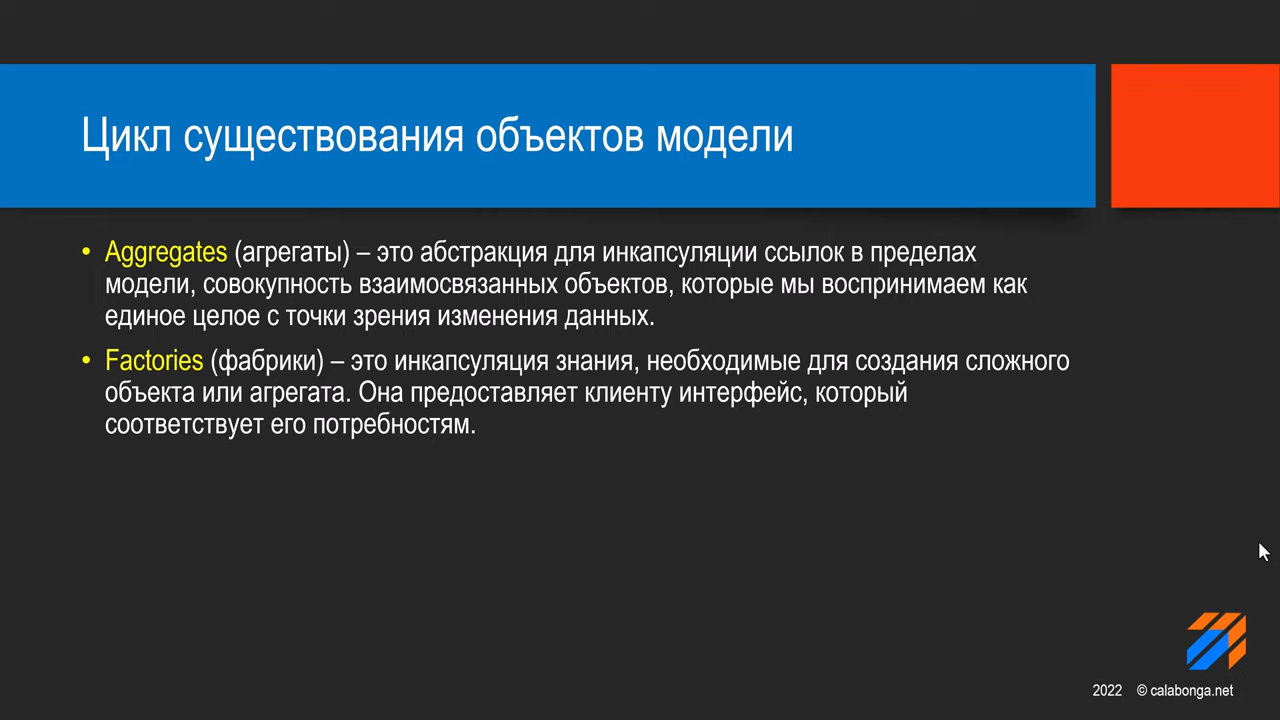 Цикл существования объектов модели
• Aggregates (агрегаты) – это абстракция для инкапсуляции ссылок в пределах
модели, совокупность взаимосвязанных объектов, которые мы воспринимаем как
единое целое с точки зрения изменения данных.
• Factories (фабрики) – это инкапсуляция знания, необходимые для создания сложного
объекта или агрегата. Она предоставляет клиенту интерфейс, который
соответствует его потребностям.
2022 © calabonga.net